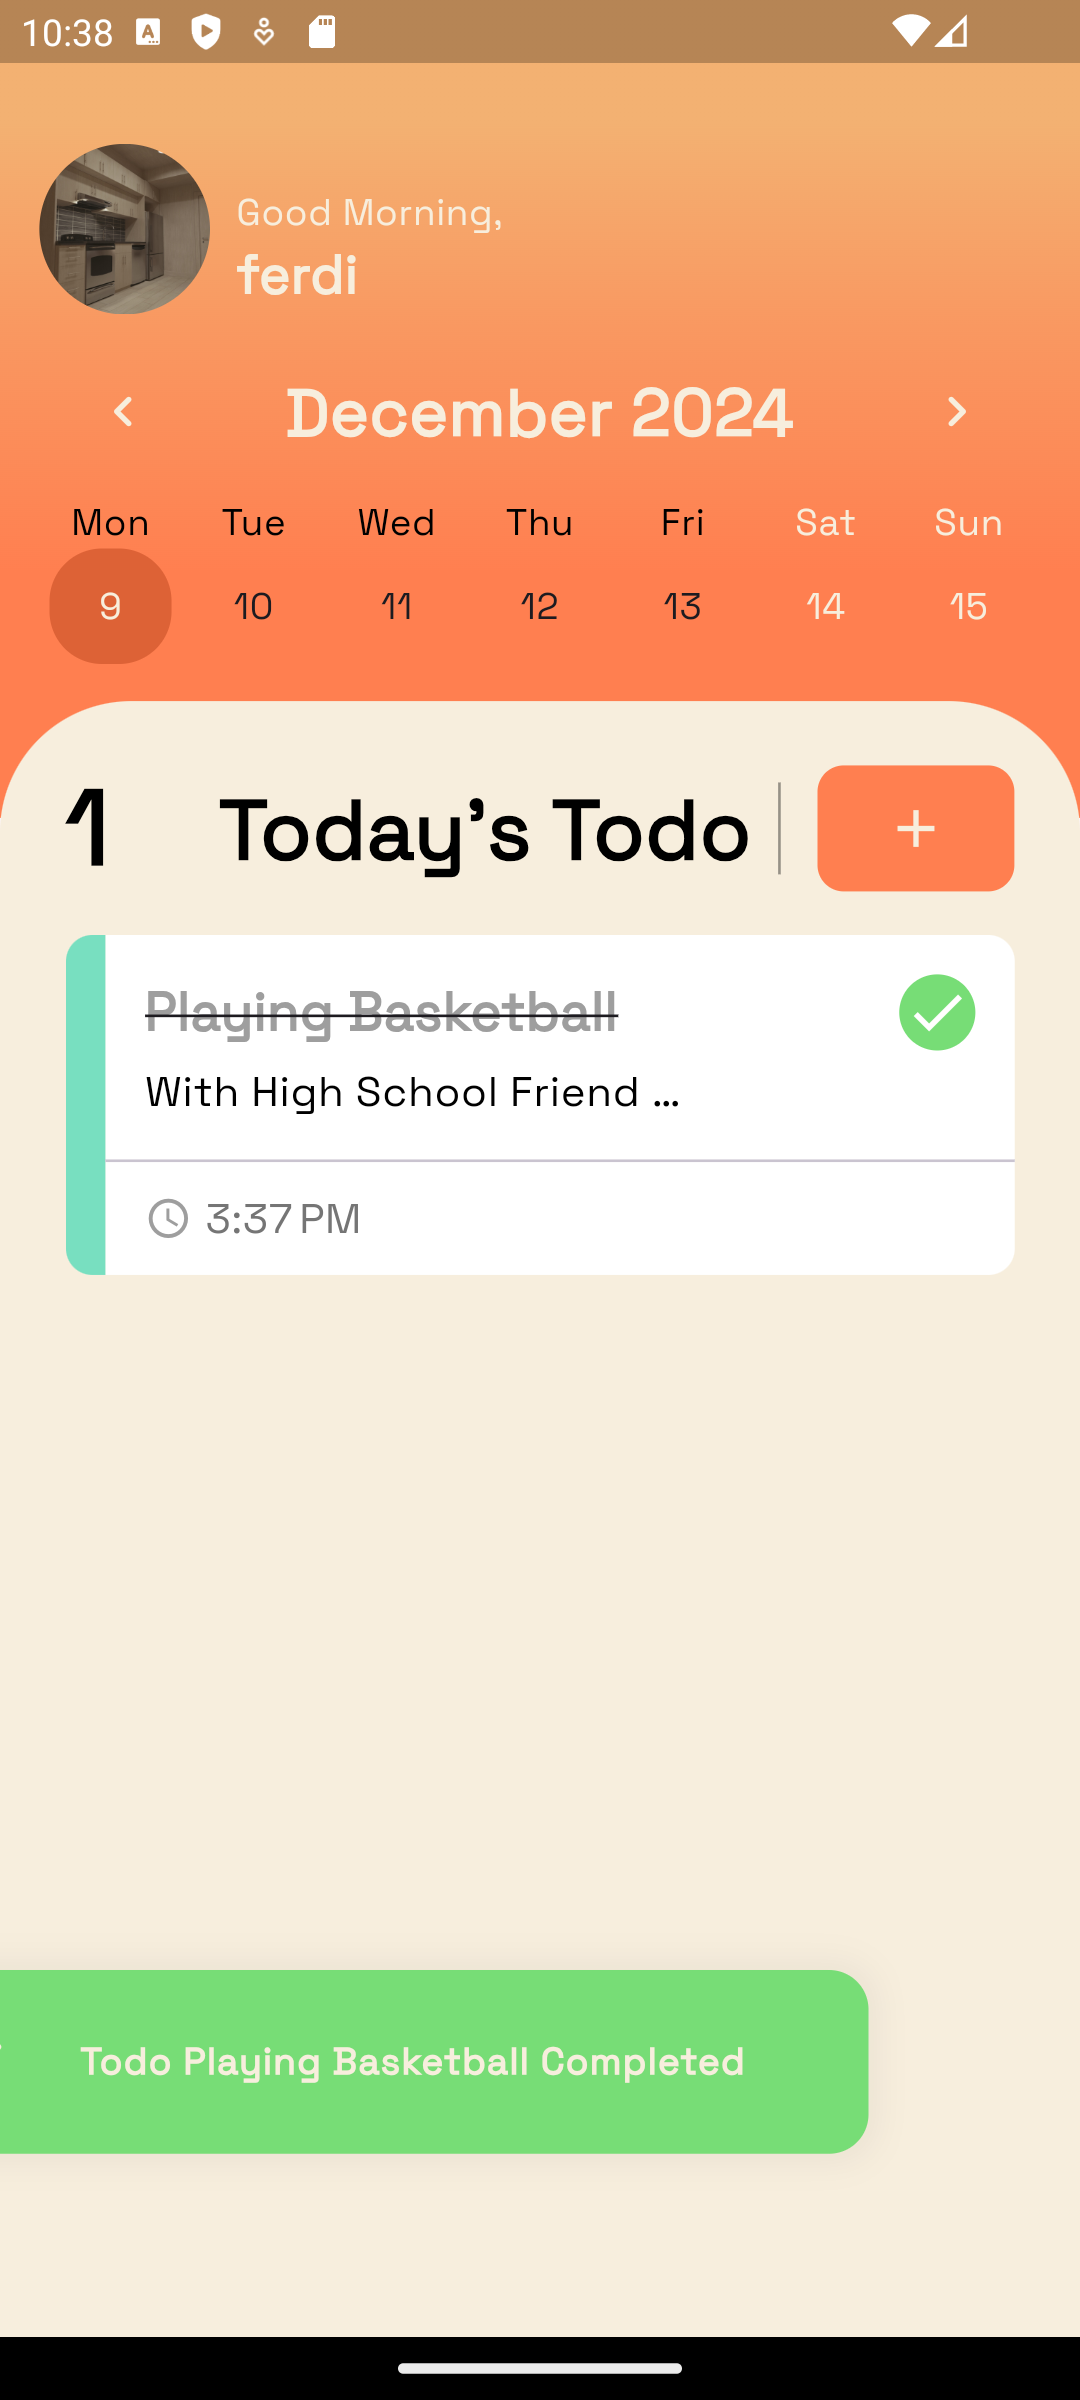 10:38
Good Morning,
ferdi
December 2024
Mon Tue Wed Thu Fri Sat Sun
9 10 11 12 13 14 15
1 Today's Todo +
Playing Basketball
With High School Friend ...
3:37 PM
Todo Playing Basketball Completed